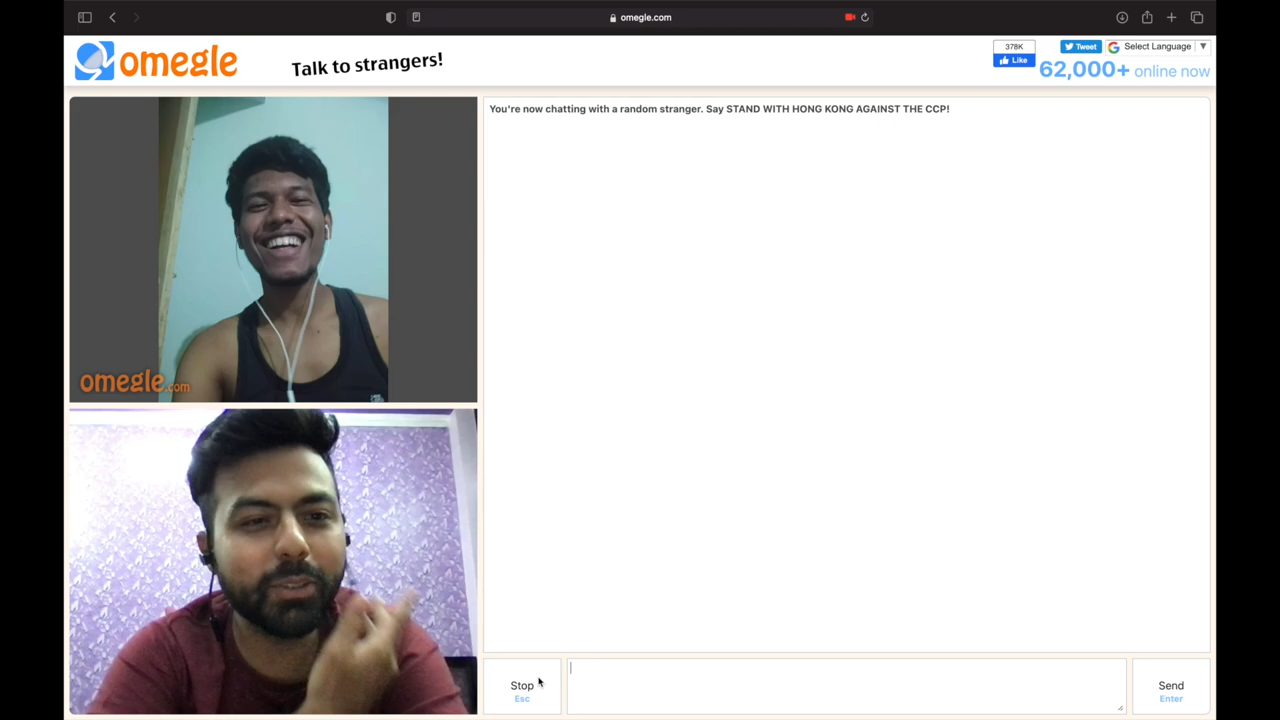 omegle.com
omegle
Talk to strangers!
378K
Like
Tweet
Select Language ▼
62,000+ online now
You're now chatting with a random stranger. Say STAND WITH HONG KONG AGAINST THE CCP!
omegle.com
Stop
Esc
Send
Enter